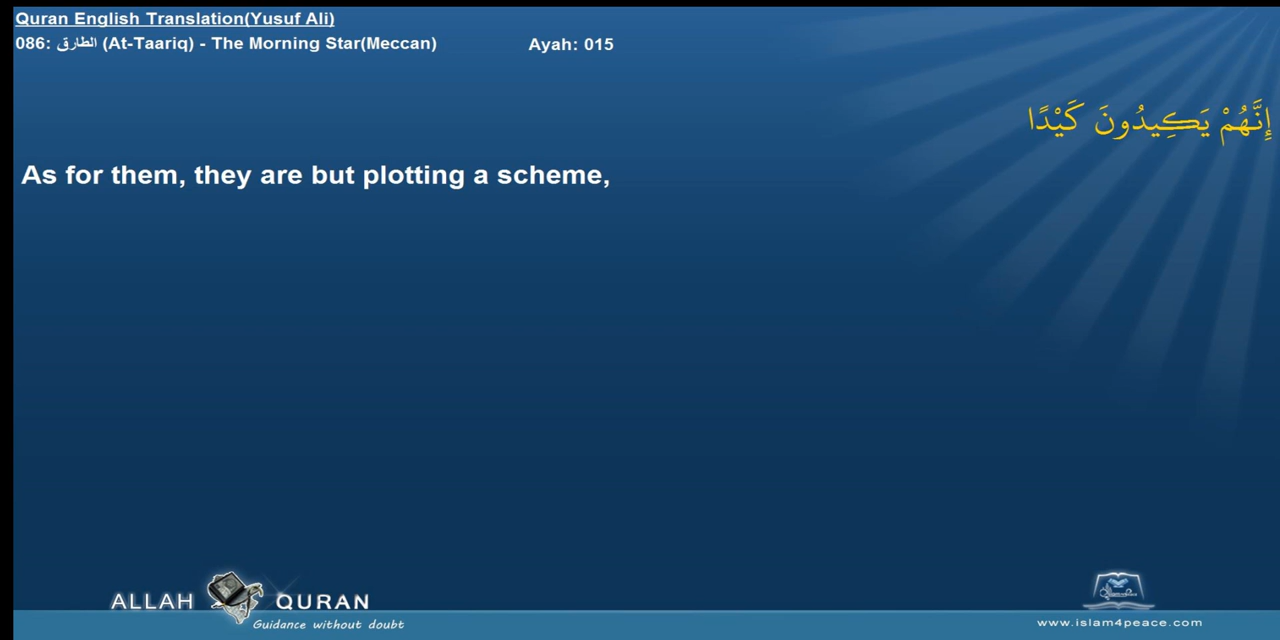 Quran English Translation(Yusuf Ali)
086: الطارق (At-Taariq) - The Morning Star(Meccan) Ayah: 015
إِنَّهُمْ يَكِيدُونَ كَيْدًا
As for them, they are but plotting a scheme,
ALLAH QURAN
Guidance without doubt
www.islam4peace.com